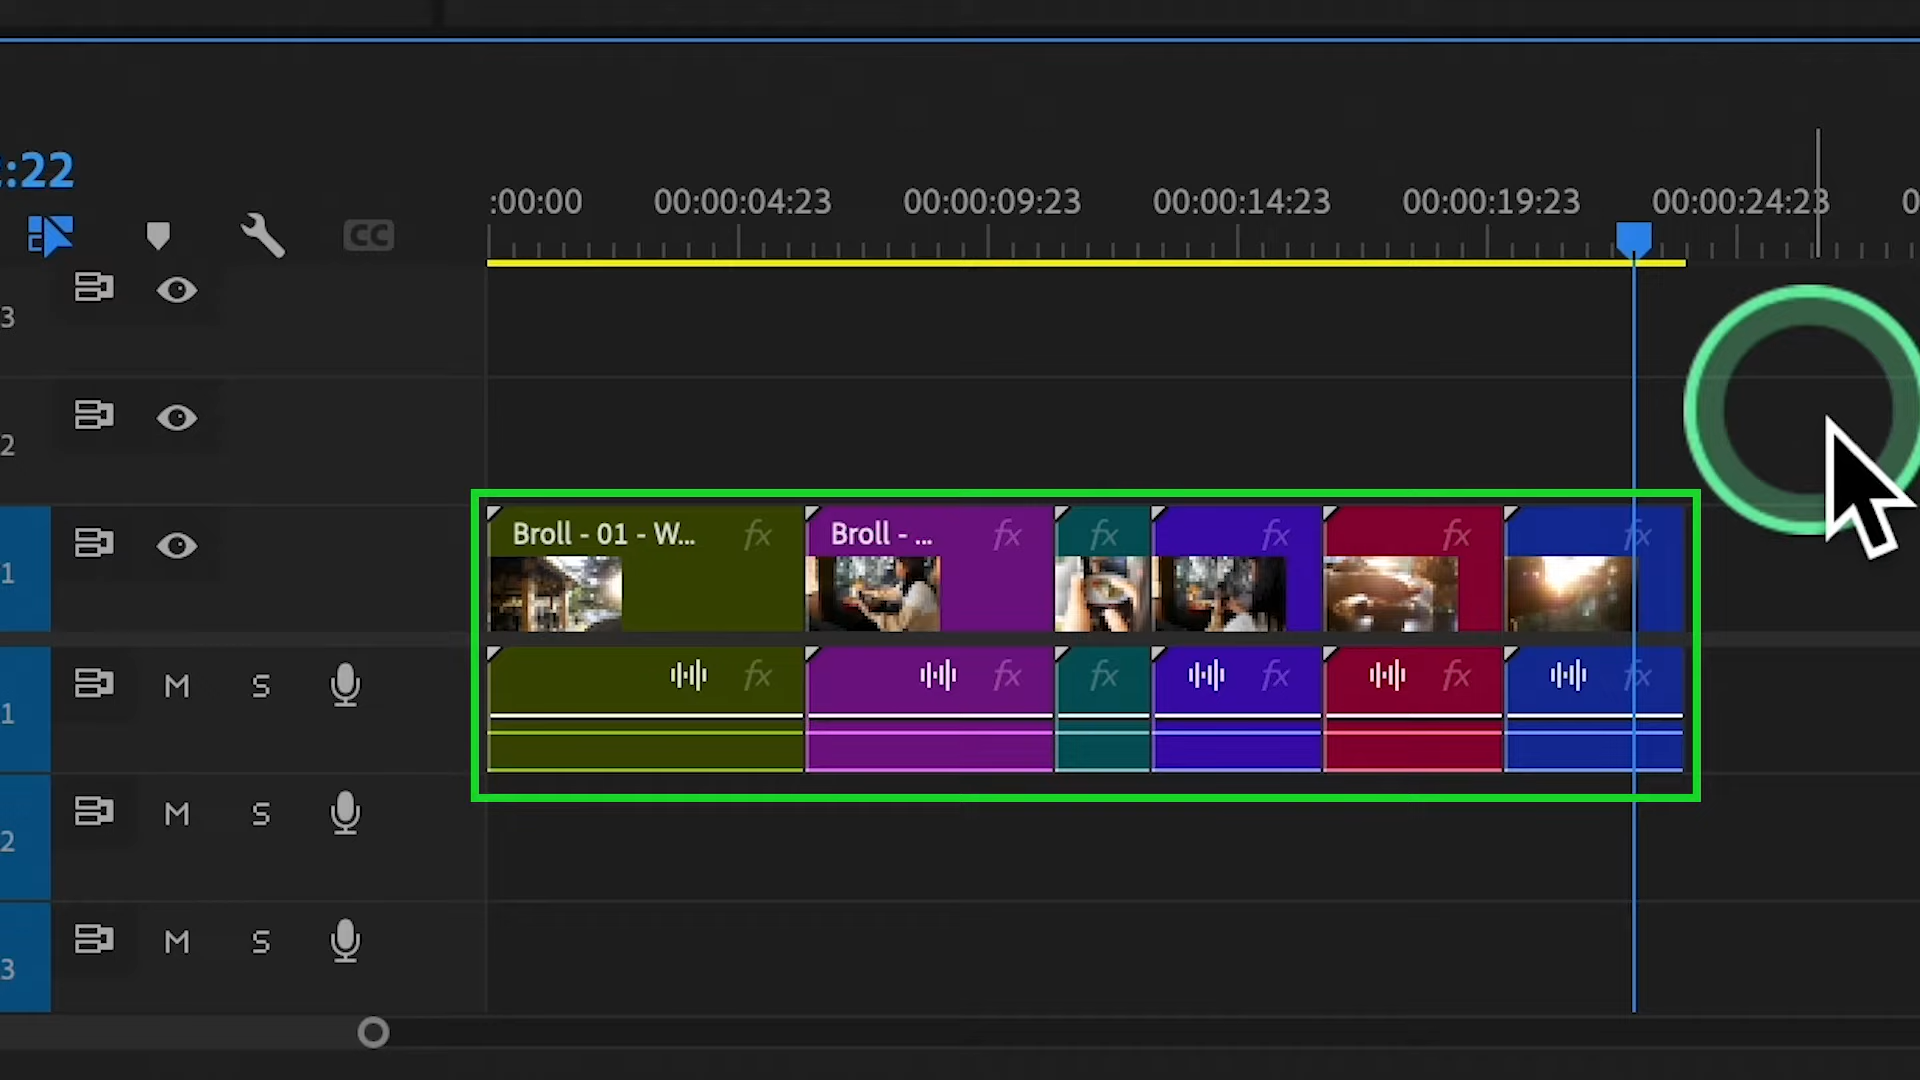 :22
:00:00 00:00:04:23 00:00:09:23 00:00:14:23 00:00:19:23 00:00:24:23 0
CC
3
2
Broll - 01 - W... fx Broll - ... fx fx fx fx fx
1
fx fx fx fx fx fx
1 M S
2 M S
3 M S